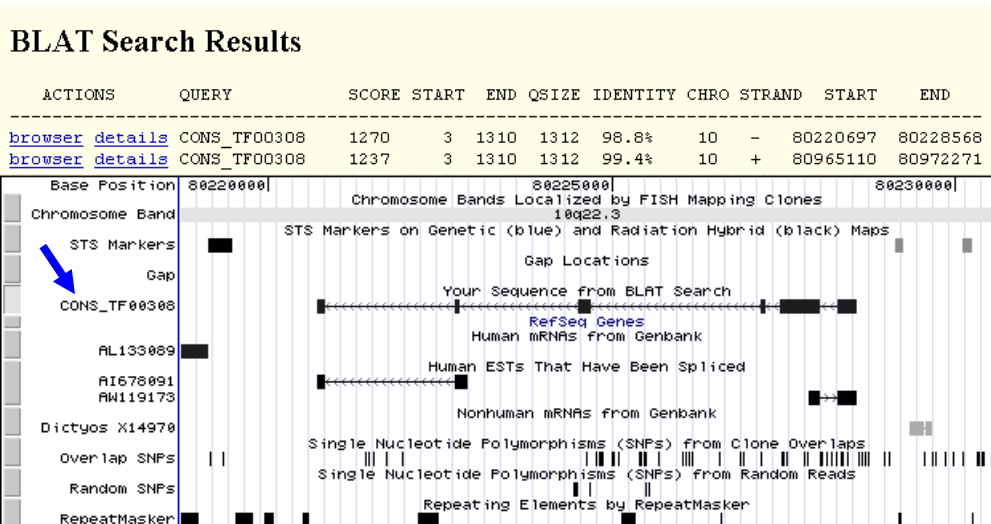 BLAT Search Results
ACTIONS QUERY SCORE START END QSIZE IDENTITY CHRO STRAND START END
--------------------------------------------------------------------------------
browser details CONS_TF00308 1270 3 1310 1312 98.8% 10 - 80220697 80228568
browser details CONS_TF00308 1237 3 1310 1312 99.4% 10 + 80965110 80972271
Base Position 80220000| 80225000| 80230000|
Chromosome Bands Localized by FISH Mapping Clones
Chromosome Band 10q22.3
STS Markers on Genetic (blue) and Radiation Hybrid (black) Maps
STS Markers
Gap Locations
Gap
Your Sequence from BLAT Search
CONS_TF00308
RefSeq Genes
Human mRNAs from Genbank
AL133089
Human ESTs That Have Been Spliced
AI678091
AW119173
Nonhuman mRNAs from Genbank
Dictyos X14970
Single Nucleotide Polymorphisms (SNPs) from Clone Overlaps
Overlap SNPs
Single Nucleotide Polymorphisms (SNPs) from Random Reads
Random SNPs
Repeating Elements by RepeatMasker
RepeatMasker